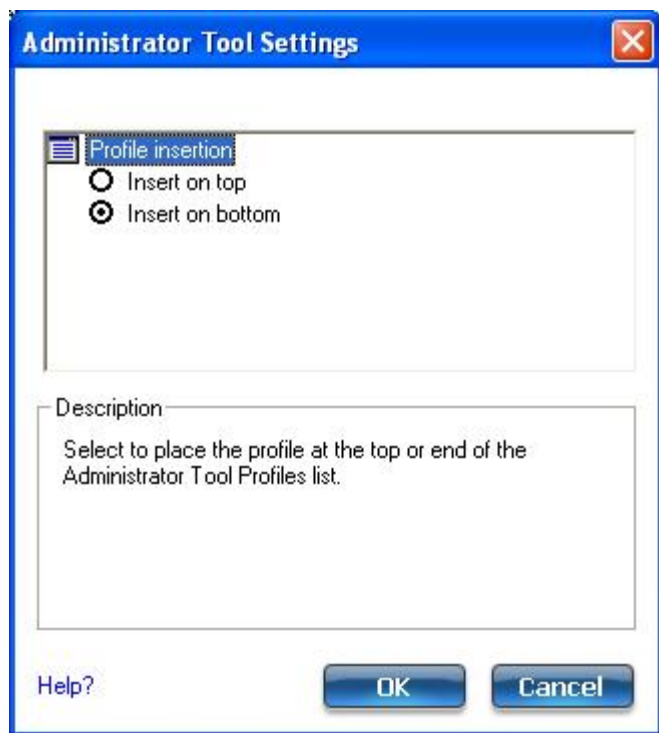 Administrator Tool Settings
Profile insertion
Insert on top
Insert on bottom
Description
Select to place the profile at the top or end of the
Administrator Tool Profiles list.
Help?
OK
Cancel